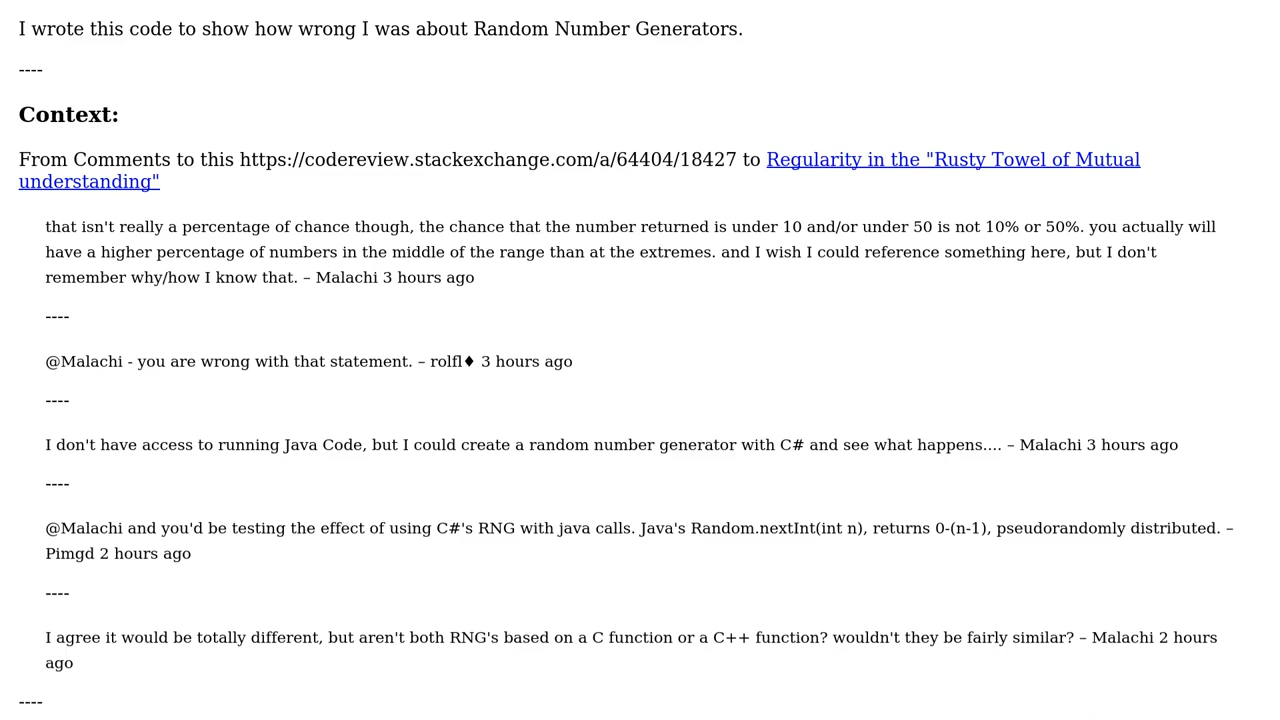 I wrote this code to show how wrong I was about Random Number Generators.
----
Context:
From Comments to this https://codereview.stackexchange.com/a/64404/18427 to Regularity in the "Rusty Towel of Mutual
understanding"
that isn't really a percentage of chance though, the chance that the number returned is under 10 and/or under 50 is not 10% or 50%. you actually will
have a higher percentage of numbers in the middle of the range than at the extremes. and I wish I could reference something here, but I don't
remember why/how I know that. – Malachi 3 hours ago
----
@Malachi - you are wrong with that statement. – rolfl♦ 3 hours ago
----
I don't have access to running Java Code, but I could create a random number generator with C# and see what happens.... – Malachi 3 hours ago
----
@Malachi and you'd be testing the effect of using C#'s RNG with java calls. Java's Random.nextInt(int n), returns 0-(n-1), pseudorandomly distributed. –
Pimgd 2 hours ago
----
I agree it would be totally different, but aren't both RNG's based on a C function or a C++ function? wouldn't they be fairly similar? – Malachi 2 hours
ago
----